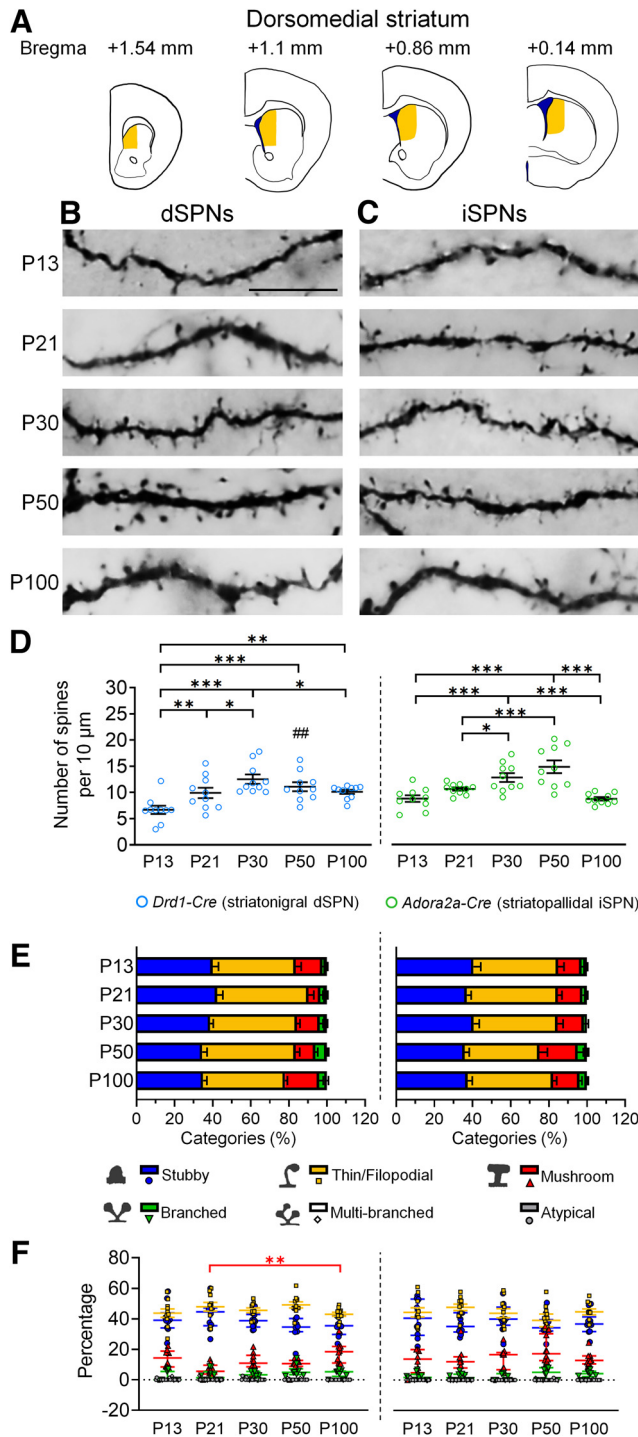 A Dorsomedial striatum
Bregma +1.54 mm +1.1 mm +0.86 mm +0.14 mm
B dSPNs C iSPNs
P13
P21
P30
P50
P100
D
** *** *** * ** * ## *** *** *** *** *** *
Number of spines per 10 µm
30
25
20
15
10
5
0
P13 P21 P30 P50 P100 P13 P21 P30 P50 P100
Drd1-Cre (striatonigral dSPN) Adora2a-Cre (striatopallidal iSPN)
E
P13
P21
P30
P50
P100
0 20 40 60 80 100 120 0 20 40 60 80 100 120
Categories (%) Categories (%)
Stubby Thin/Filopodial Mushroom
Branched Multi-branched Atypical
F
**
Percentage
80
60
40
20
0
-20
P13 P21 P30 P50 P100 P13 P21 P30 P50 P100